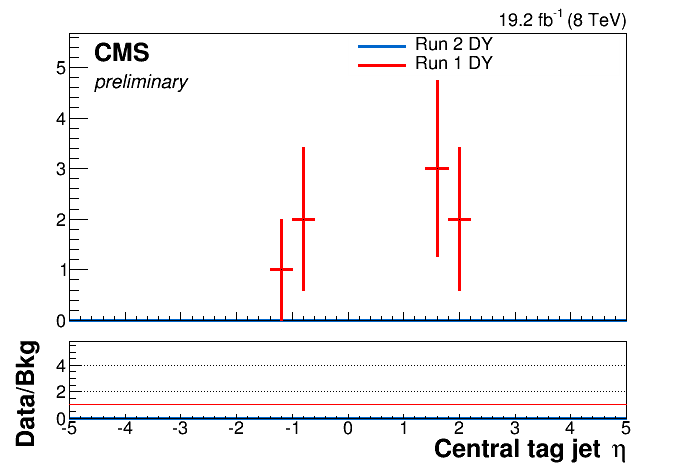 19.2 fb⁻¹ (8 TeV)
CMS
preliminary
Run 2 DY
Run 1 DY
5
4
3
2
1
0
Data/Bkg
4
2
0
-5 -4 -3 -2 -1 0 1 2 3 4 5
Central tag jet η